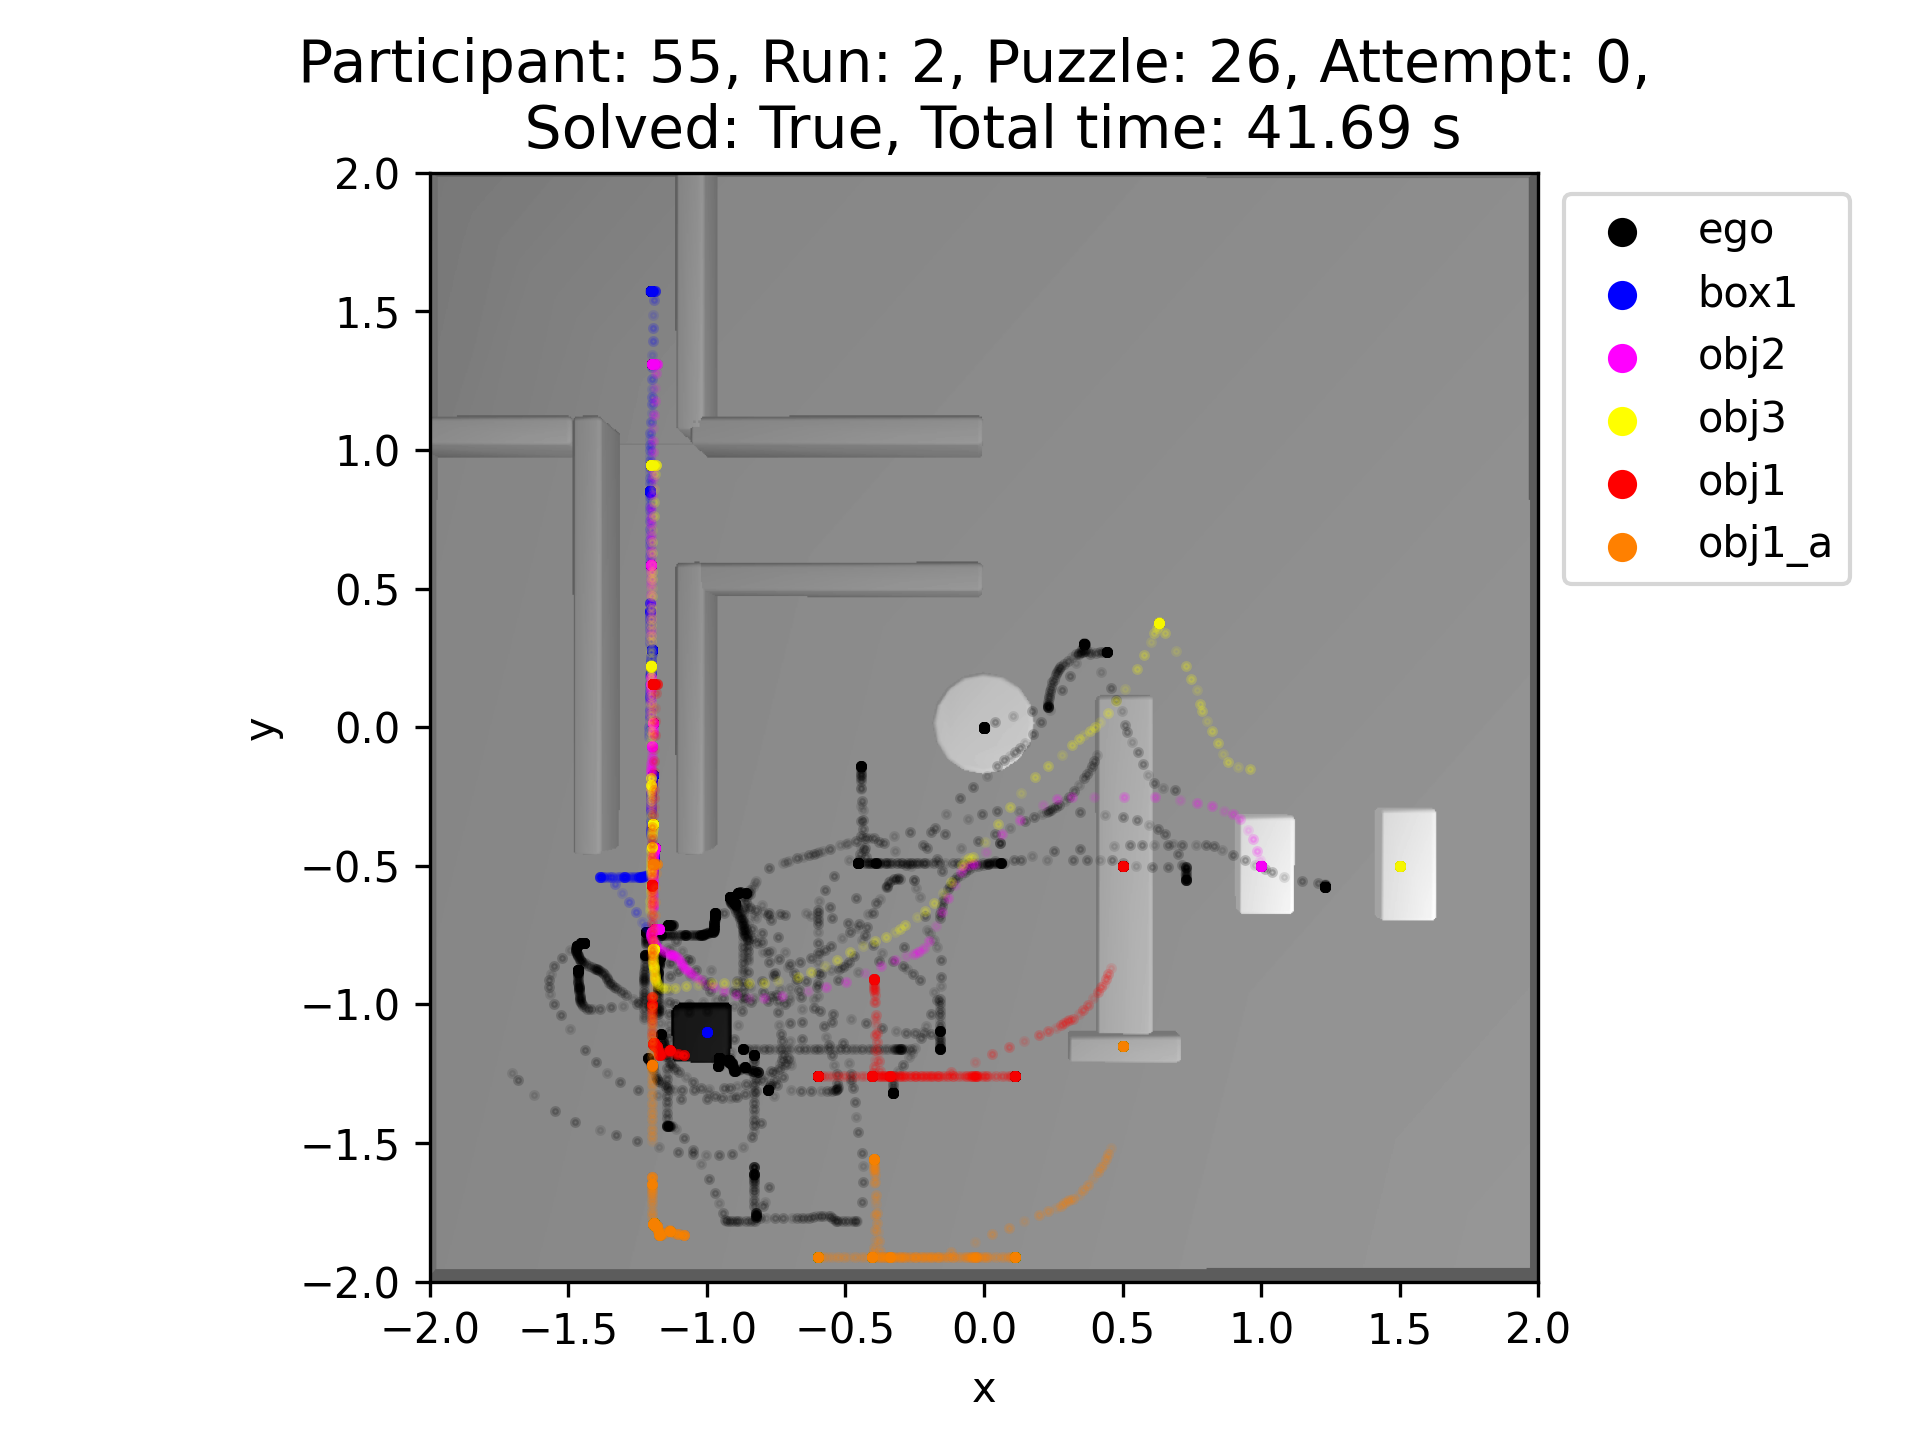 Participant: 55, Run: 2, Puzzle: 26, Attempt: 0,
Solved: True, Total time: 41.69 s
2.0
1.5
1.0
0.5
0.0
−0.5
−1.0
−1.5
−2.0
y
−2.0 −1.5 −1.0 −0.5 0.0 0.5 1.0 1.5 2.0
x
ego
box1
obj2
obj3
obj1
obj1_a